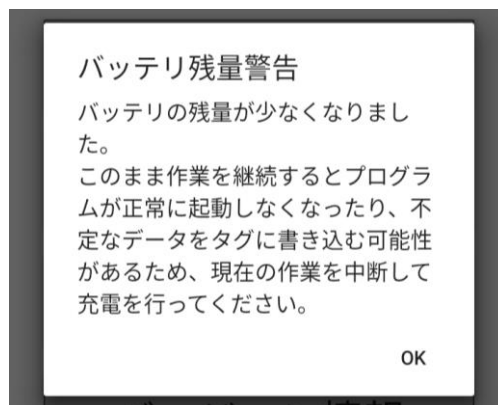 バッテリ残量警告
バッテリの残量が少なくなりまし
た。
このまま作業を継続するとプログラ
ムが正常に起動しなくなったり、不
定なデータをタグに書き込む可能性
があるため、現在の作業を中断して
充電を行ってください。
OK